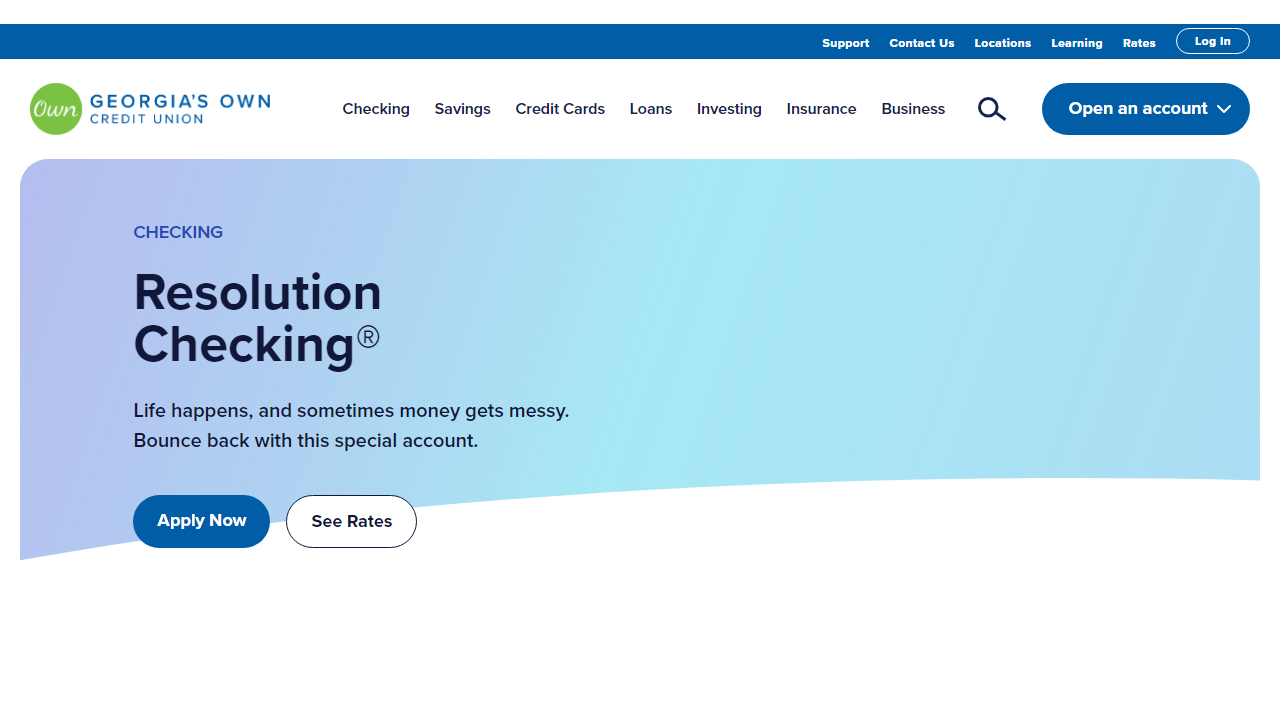 Support Contact Us Locations Learning Rates Log In
Own GEORGIA'S OWN
CREDIT UNION
Checking Savings Credit Cards Loans Investing Insurance Business Open an account
CHECKING
Resolution
Checking®
Life happens, and sometimes money gets messy.
Bounce back with this special account.
Apply Now See Rates